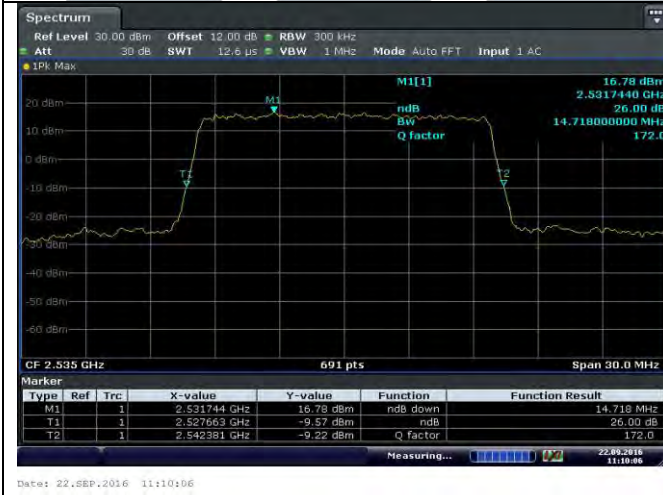 Spectrum
Ref Level 30.00 dBm Offset 12.00 dB RBW 300 kHz
Att 30 dB SWT 12.6 µs VBW 1 MHz Mode Auto FFT Input 1 AC
1Pk Max
M1[1] 16.78 dBm
2.5317440 GHz
ndB 26.00 dB
Bw 14.718000000 MHz
Q factor 172.0
M1
20 dBm
10 dBm
0 dBm
T1
T2
-10 dBm
-20 dBm
-30 dBm
-40 dBm
-50 dBm
-60 dBm
CF 2.535 GHz 691 pts Span 30.0 MHz
Marker
Type Ref Trc X-value Y-value Function Function Result
M1 1 2.531744 GHz 16.78 dBm ndB down 14.718 MHz
T1 1 2.527663 GHz -9.57 dBm ndB 26.00 dB
T2 1 2.542381 GHz -9.22 dBm Q factor 172.0
Measuring... 22.09.2016
11:10:06
Date: 22.SEP.2016 11:10:06